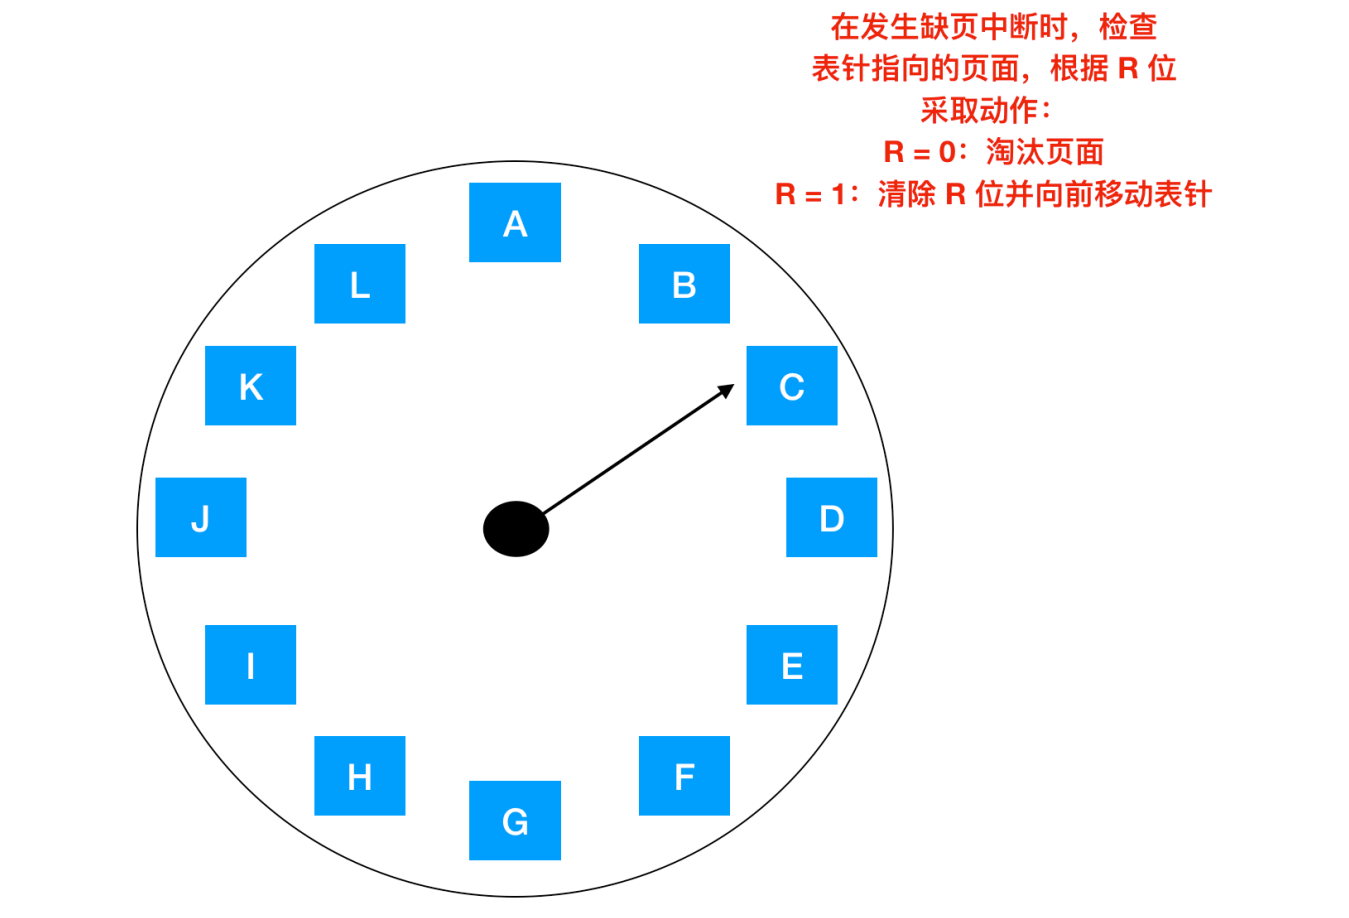 在发生缺页中断时，检查
表针指向的页面，根据 R 位
采取动作：
R = 0：淘汰页面
R = 1：清除 R 位并向前移动表针
A
L
B
K
C
J
D
I
E
H
F
G